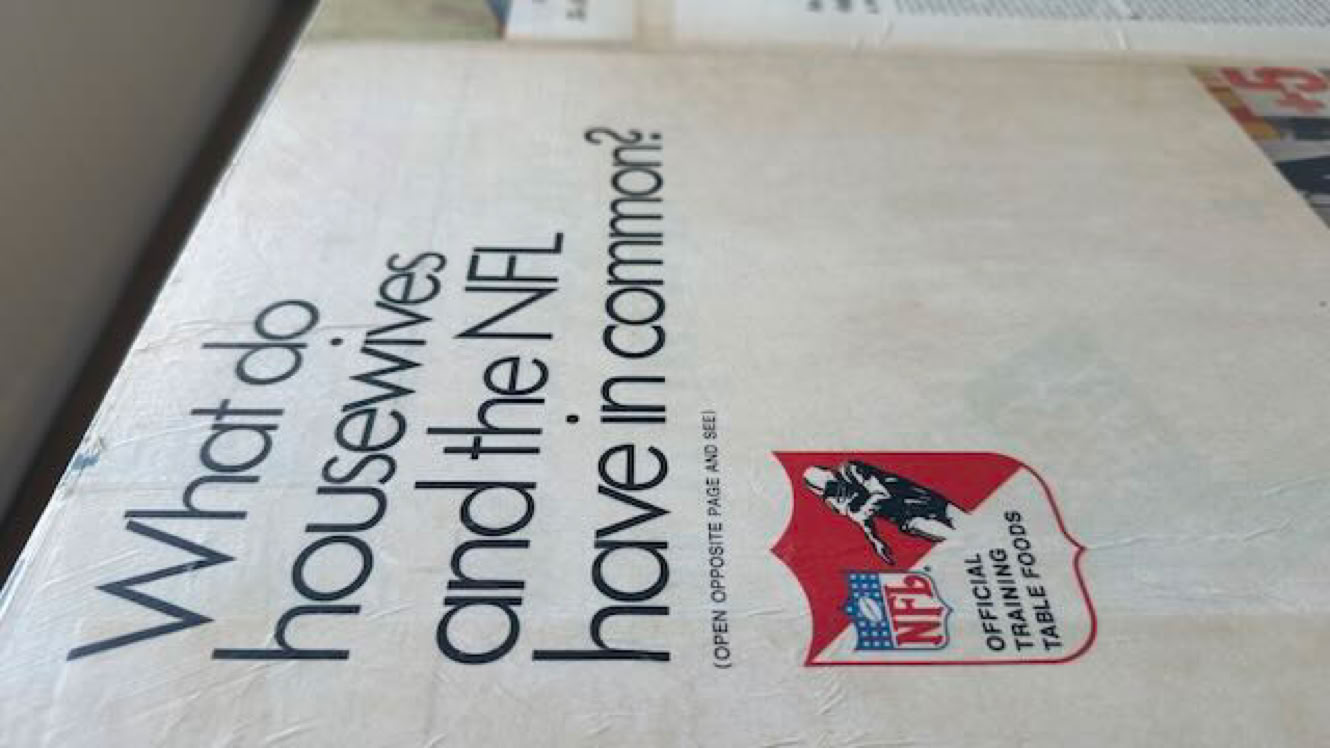 What do
housewives
and the NFL
have in common?
(OPEN OPPOSITE PAGE AND SEE)
NFL
OFFICIAL
TRAINING
TABLE FOODS
+5